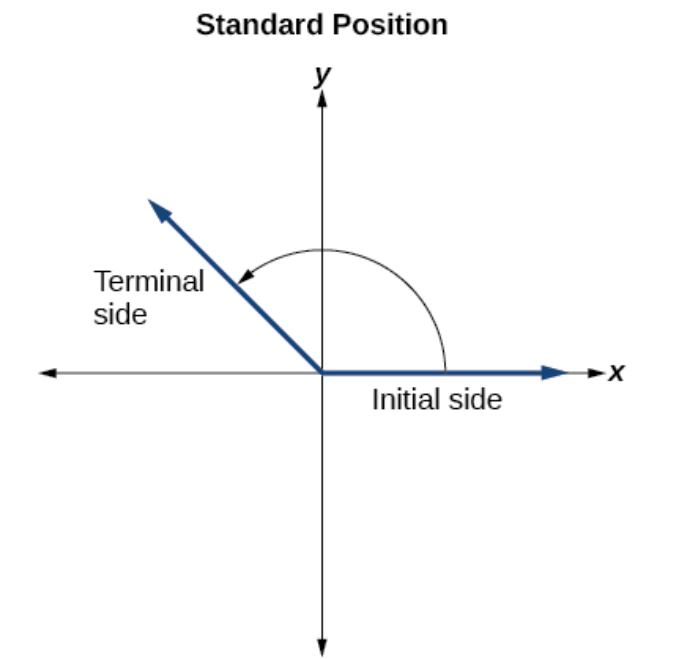 Standard Position
y
Terminal
side
x
Initial side